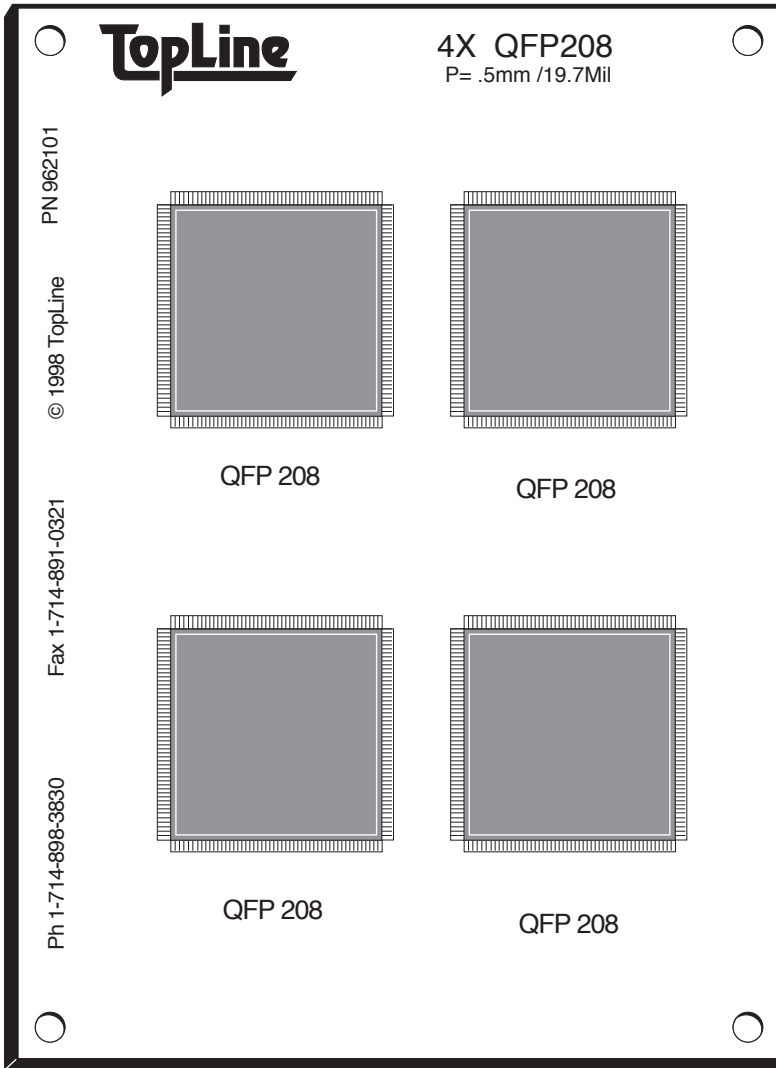 TopLine
4X QFP208
P= .5mm /19.7Mil
PN 962101
© 1998 TopLine
Fax 1-714-891-0321
Ph 1-714-898-3830
QFP 208
QFP 208
QFP 208
QFP 208